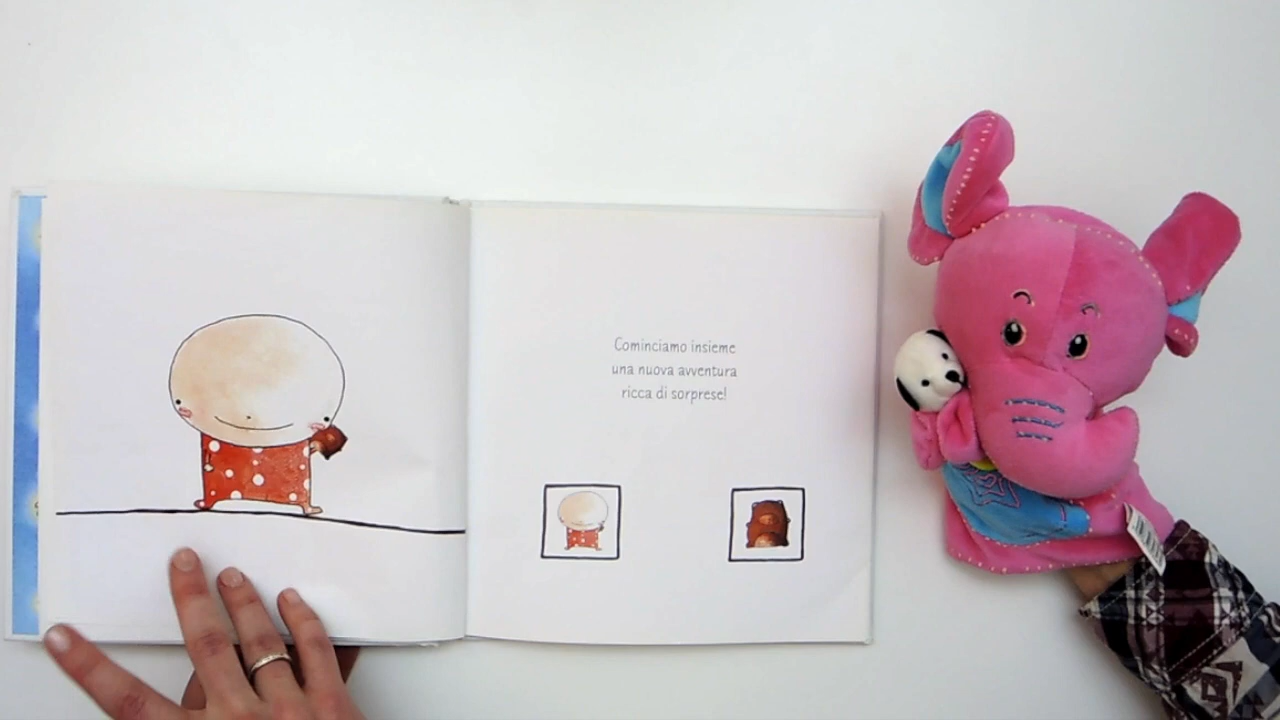 Cominciamo insieme
una nuova avventura
ricca di sorprese!